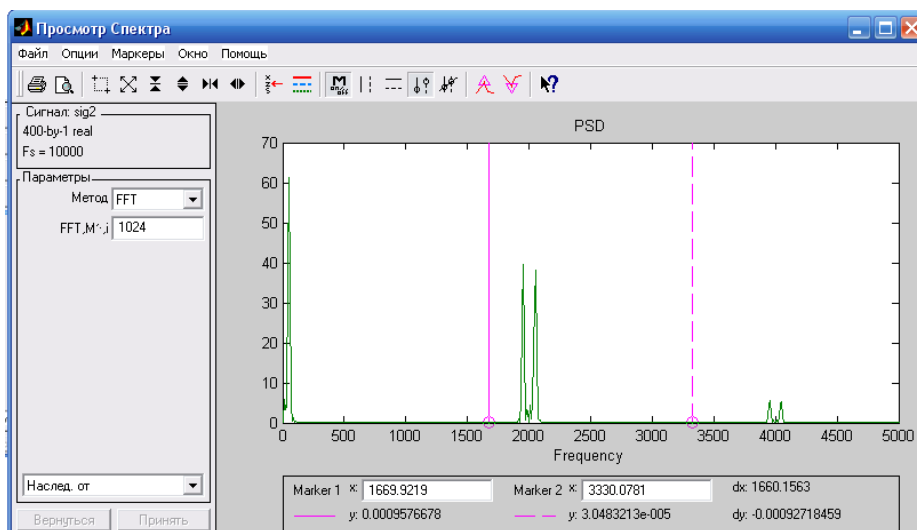 Просмотр Спектра
Файл Опции Маркеры Окно Помощь
Сигнал: sig2
400-by-1 real
Fs = 10000
Параметры
Метод FFT
1024
Наслед. от
Вернуться Принять
PSD
70
60
50
40
30
20
10
0
0 500 1000 1500 2000 2500 3000 3500 4000 4500 5000
Frequency
Marker 1 x: 1669.9219 Marker 2 x: 3330.0781 dx: 1660.1563
y: 0.0009576678 y: 3.0483213e-005 dy: -0.00092718459